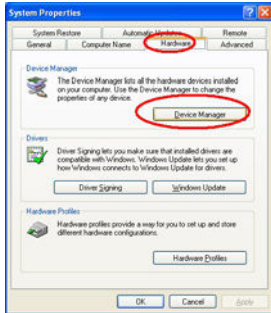 System Properties
System Restore Automatic Updates Remote
General Computer Name Hardware Advanced
Device Manager
The Device Manager lists all the hardware devices installed
on your computer. Use the Device Manager to change the
properties of any device.
Device Manager
Drivers
Driver Signing lets you make sure that installed drivers are
compatible with Windows. Windows Update lets you set up
how Windows connects to Windows Update for drivers.
Driver Signing Windows Update
Hardware Profiles
Hardware profiles provide a way for you to set up and store
different hardware configurations.
Hardware Profiles
OK Cancel Apply